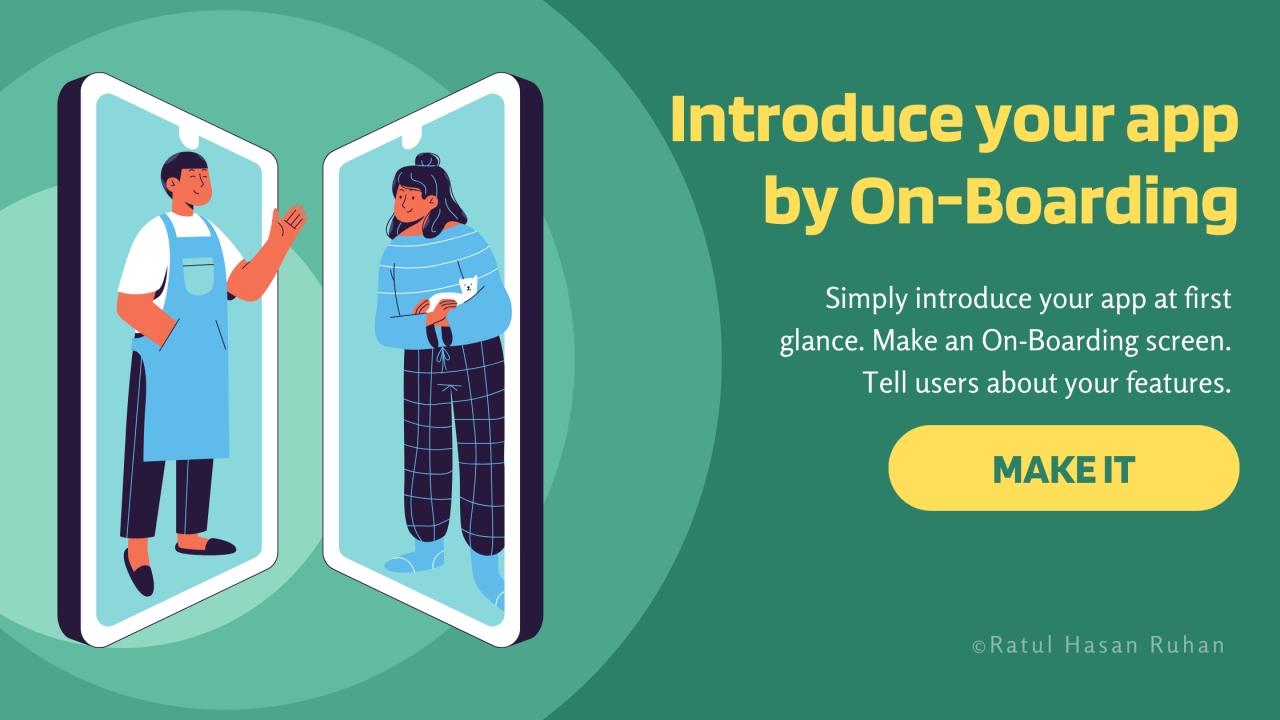 Introduce your app
by On-Boarding
Simply introduce your app at first
glance. Make an On-Boarding screen.
Tell users about your features.
MAKE IT
©Ratul Hasan Ruhan